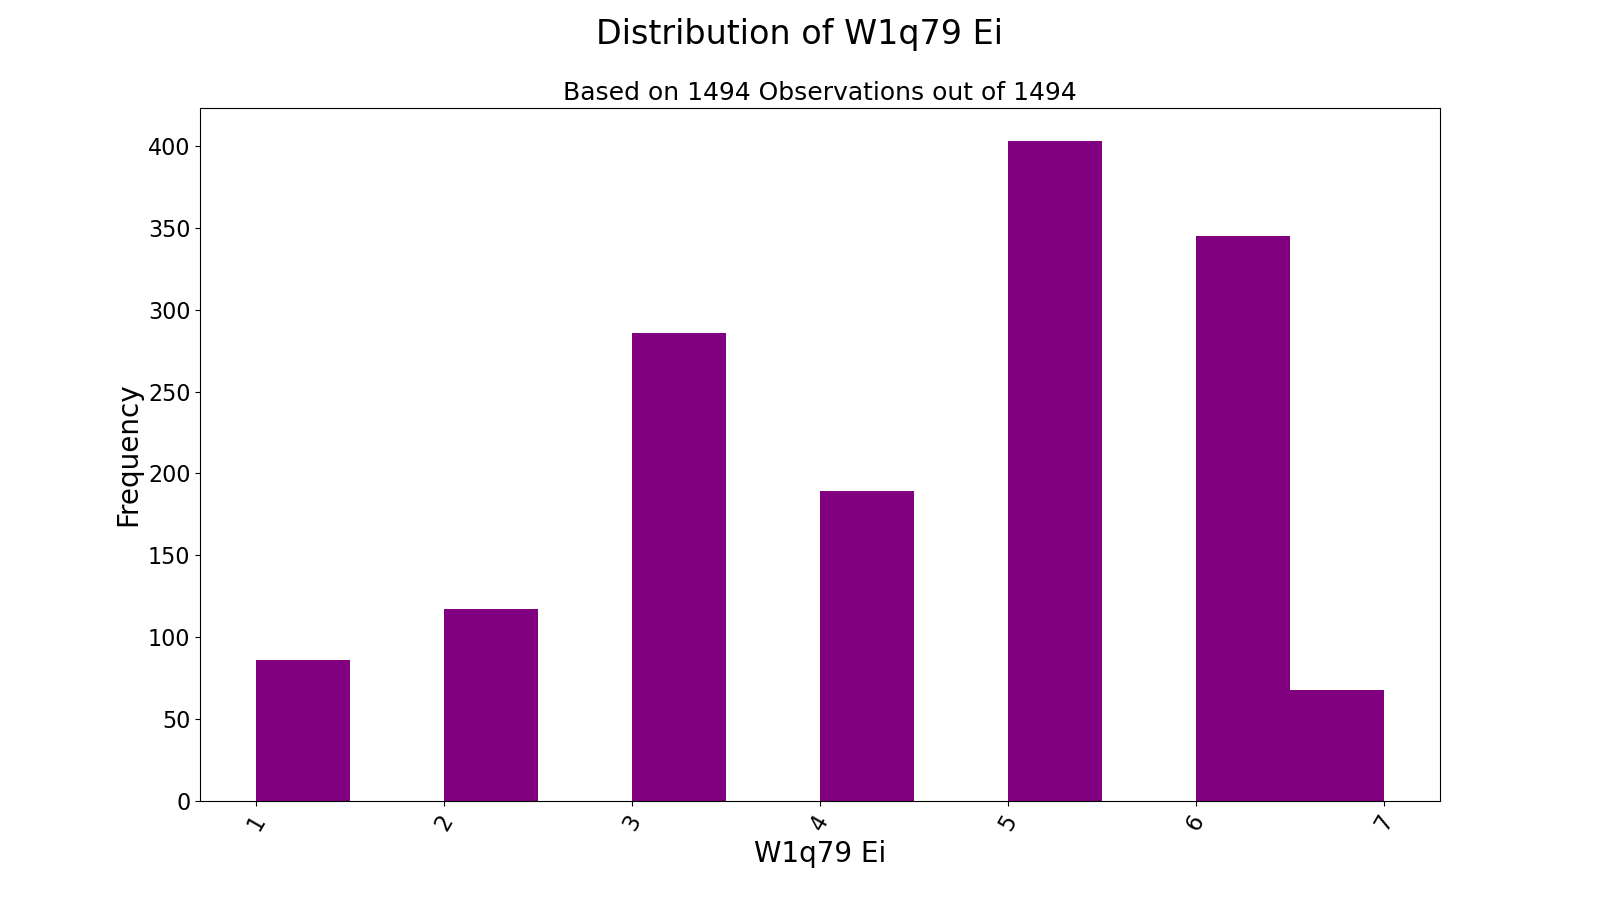 Distribution of W1q79 Ei
Based on 1494 Observations out of 1494
400
350
300
250
200
150
100
50
0
Frequency
1 2 3 4 5 6 7
W1q79 Ei